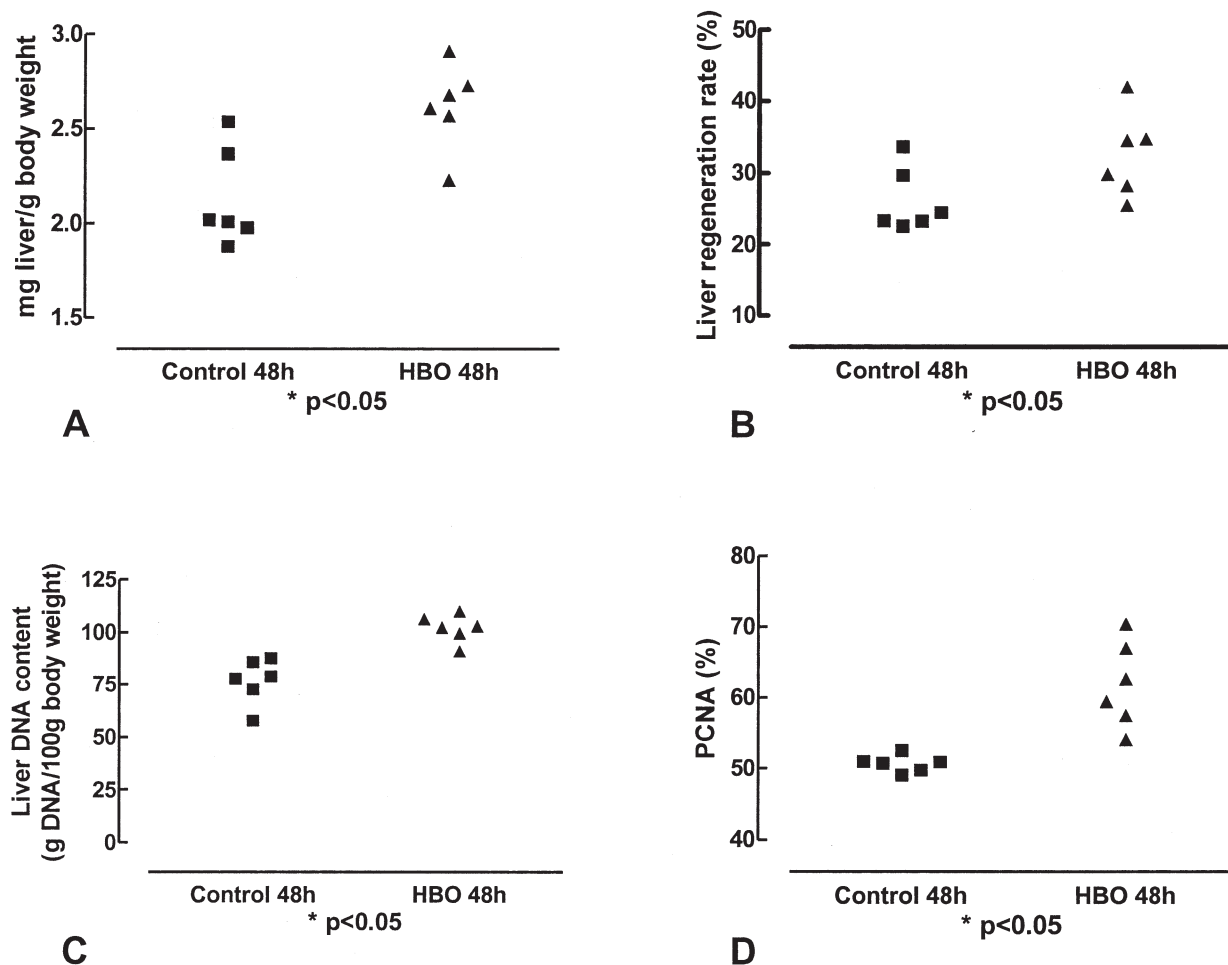 mg liver/g body weight
3.0
2.5
2.0
1.5
Control 48h HBO 48h
* p<0.05
A
Liver regeneration rate (%)
50
40
30
20
10
Control 48h HBO 48h
* p<0.05
B
Liver DNA content
(g DNA/100g body weight)
125
100
75
50
25
0
Control 48h HBO 48h
* p<0.05
C
PCNA (%)
80
70
60
50
40
Control 48h HBO 48h
* p<0.05
D